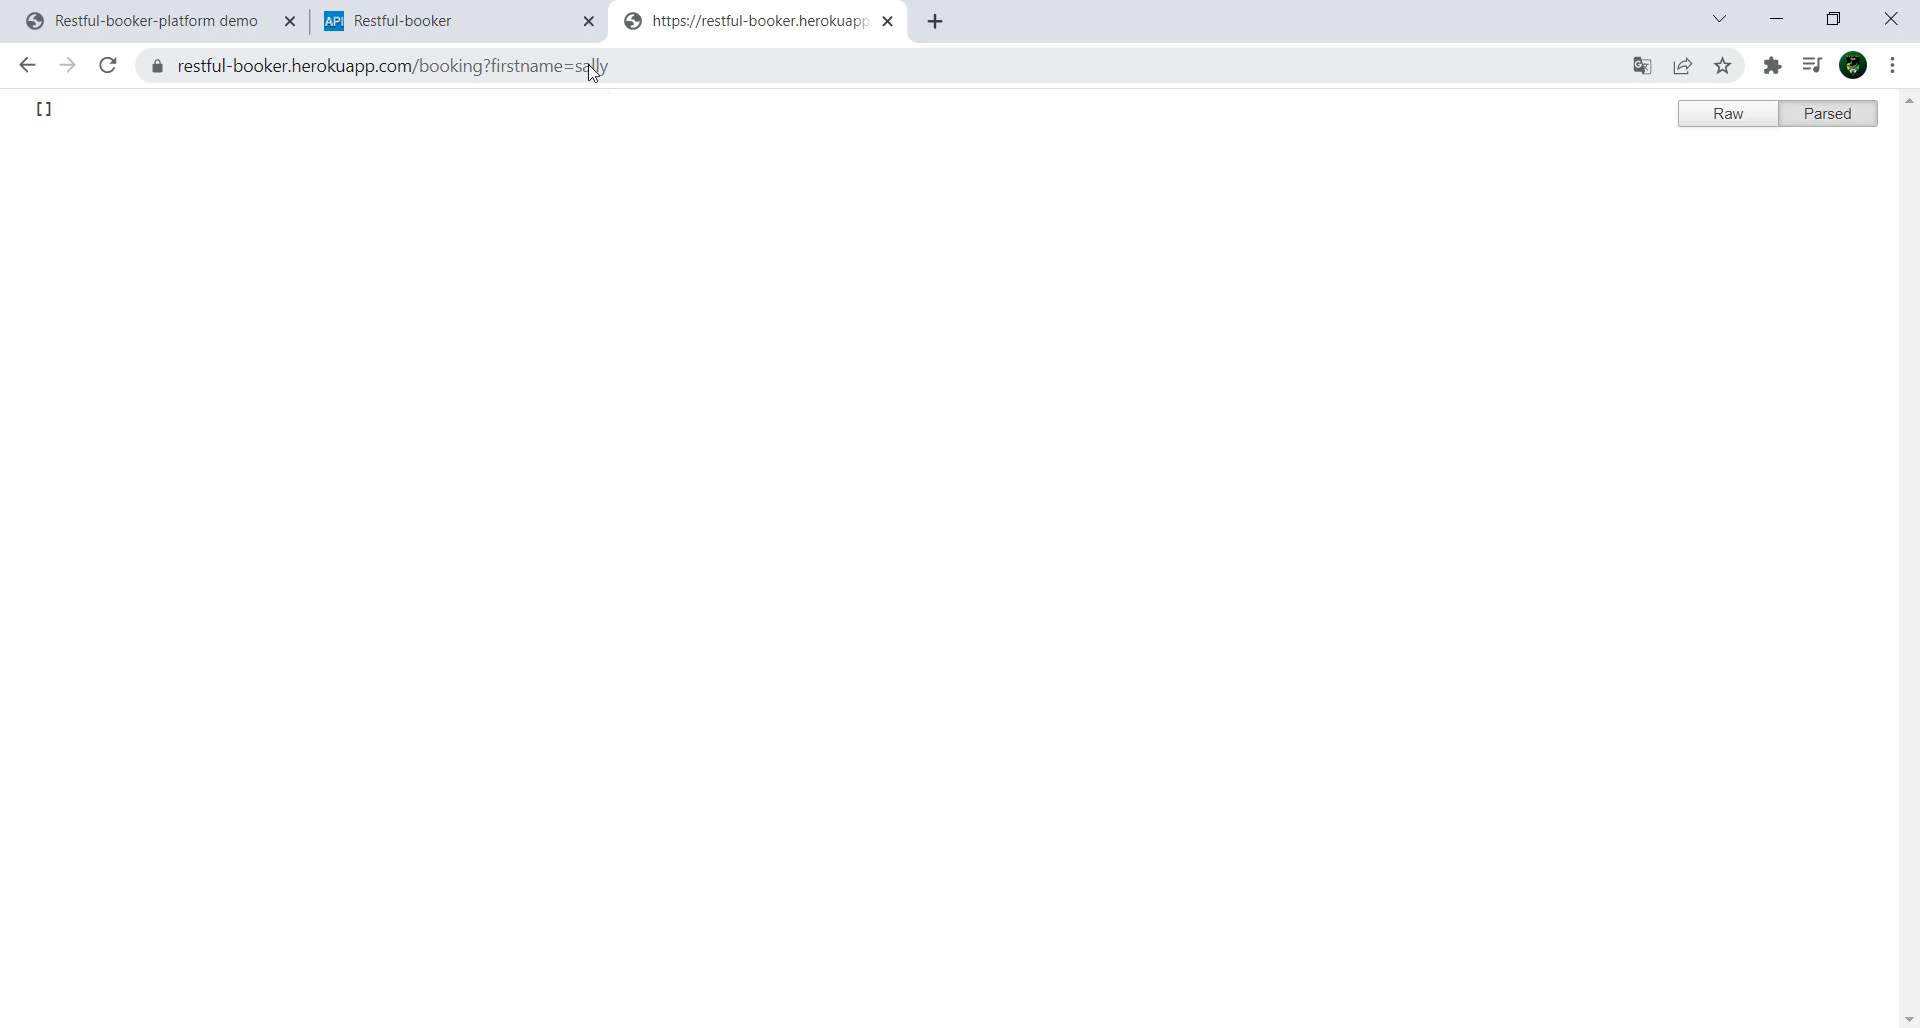 Restful-booker-platform demo
API Restful-booker
https://restful-booker.herokuapp
restful-booker.herokuapp.com/booking?firstname=sally
[]
Raw
Parsed